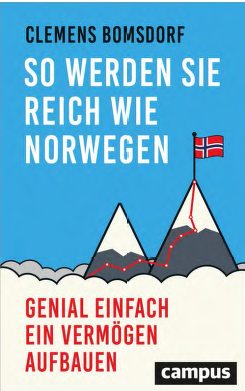 CLEMENS BOMSDORF
SO WERDEN SIE
REICH WIE
NORWEGEN
GENIAL EINFACH
EIN VERMÖGEN
AUFBAUEN
campus